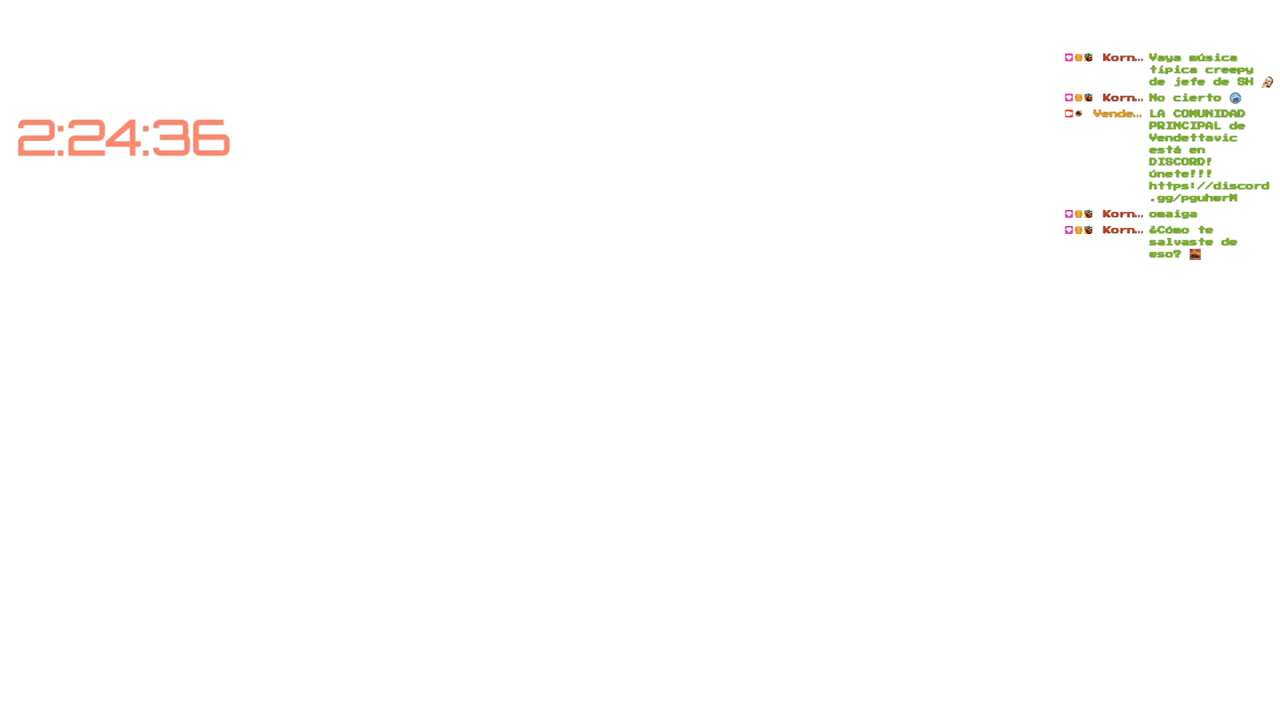 2:24:36
Korn... Vaya música
típica creepy
de jefe de SH
Korn... No cierto
Vende... LA COMUNIDAD
PRINCIPAL de
Vendettavic
está en
DISCORD!
únete!!!
https://discord
.gg/pguhwrM
Korn... omaiga
Korn... ¿Cómo te
salvaste de
eso?